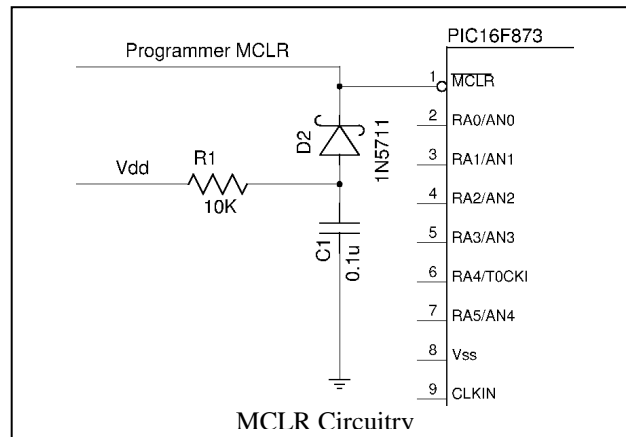 PIC16F873
Programmer MCLR
1 MCLR
2 RA0/AN0
D2
1N5711
Vdd
R1
3 RA1/AN1
10K
4 RA2/AN2
C1
0.1u
5 RA3/AN3
6 RA4/T0CKI
7 RA5/AN4
8 Vss
9 CLKIN
MCLR Circuitry